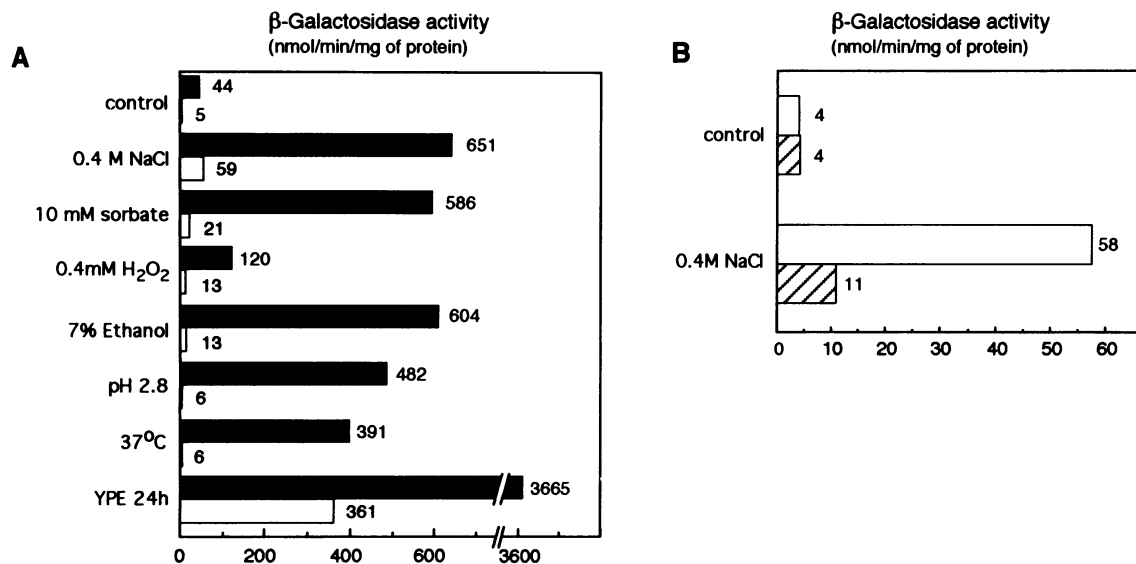 A
β-Galactosidase activity
(nmol/min/mg of protein)
control
44
5
0.4 M NaCl
651
59
10 mM sorbate
586
21
0.4mM H₂O₂
120
13
7% Ethanol
604
13
pH 2.8
482
6
37°C
391
6
YPE 24h
3665
361
0 200 400 600 3600
B
β-Galactosidase activity
(nmol/min/mg of protein)
control
4
4
0.4M NaCl
58
11
0 10 20 30 40 50 60